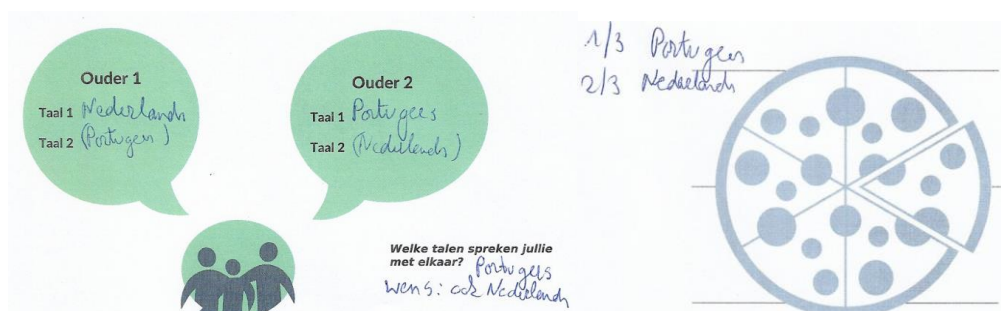 Ouder 1
Taal 1 Nederlands
Taal 2 (Portugees)
Ouder 2
Taal 1 Portugees
Taal 2 (Nederlands)
Welke talen spreken jullie
met elkaar? Portugees
wens: ook Nederlands
1/3 Portugees
2/3 Nederlands